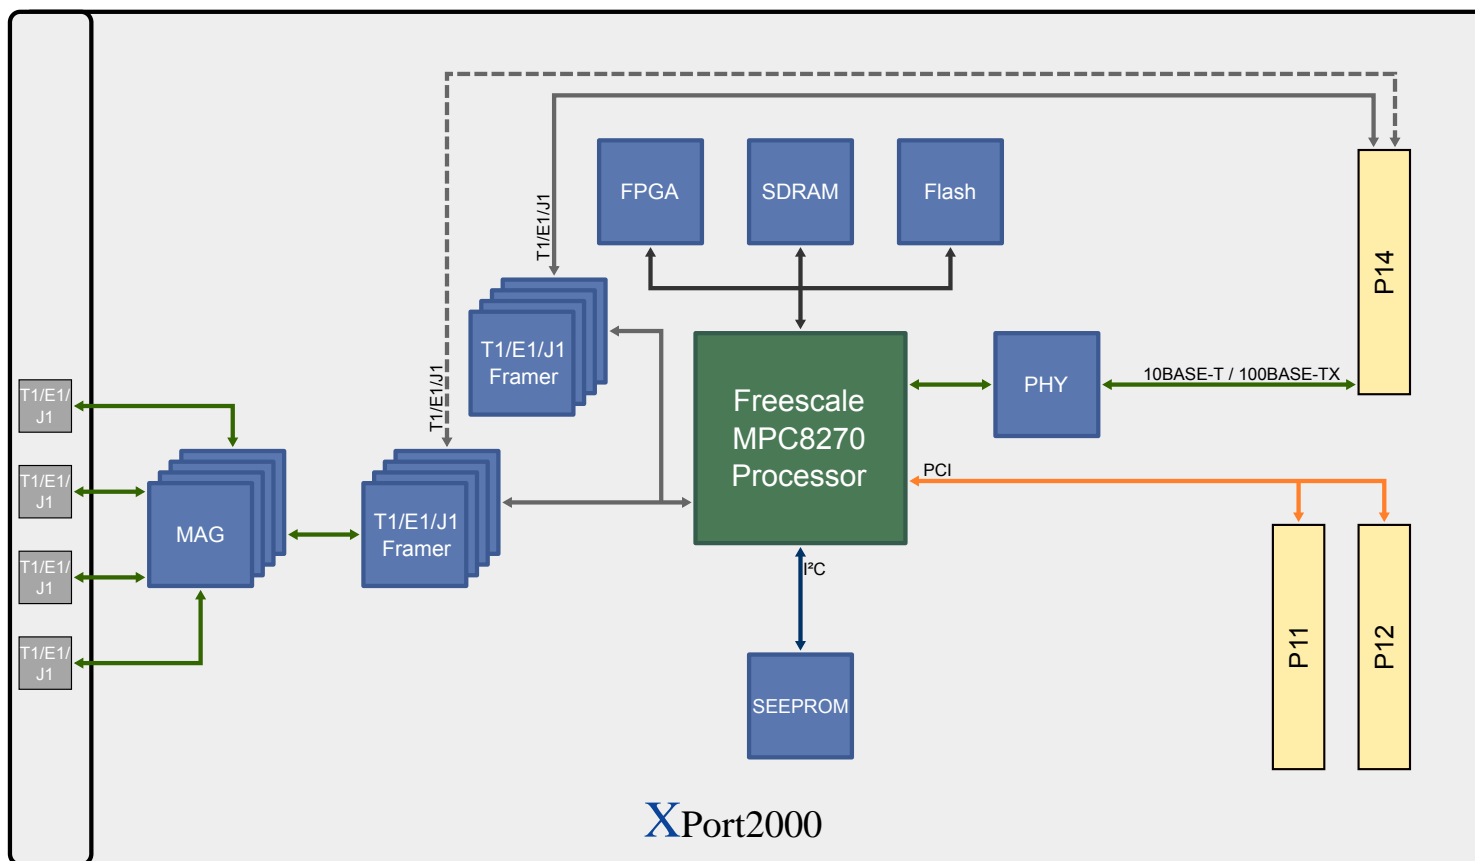 T1/E1/J1
T1/E1/J1
FPGA
SDRAM
Flash
P14
T1/E1/J1
Framer
Freescale
MPC8270
Processor
PHY
10BASE-T / 100BASE-TX
T1/E1/
J1
T1/E1/
J1
T1/E1/
J1
T1/E1/
J1
MAG
T1/E1/J1
Framer
PCI
I²C
P11
P12
SEEPROM
XPort2000